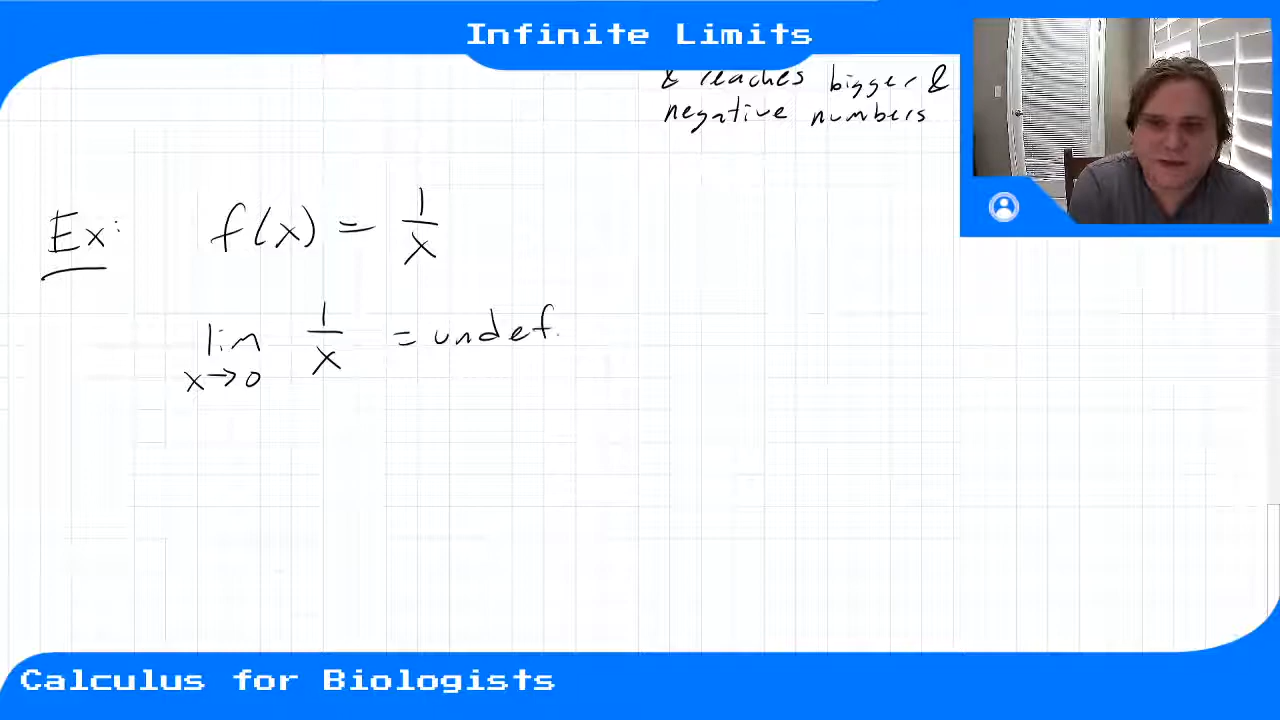 Infinite Limits
& reaches bigger &
negative numbers
Ex: f(x) = 1/x
lim x→0 1/x = undef.
Calculus for Biologists